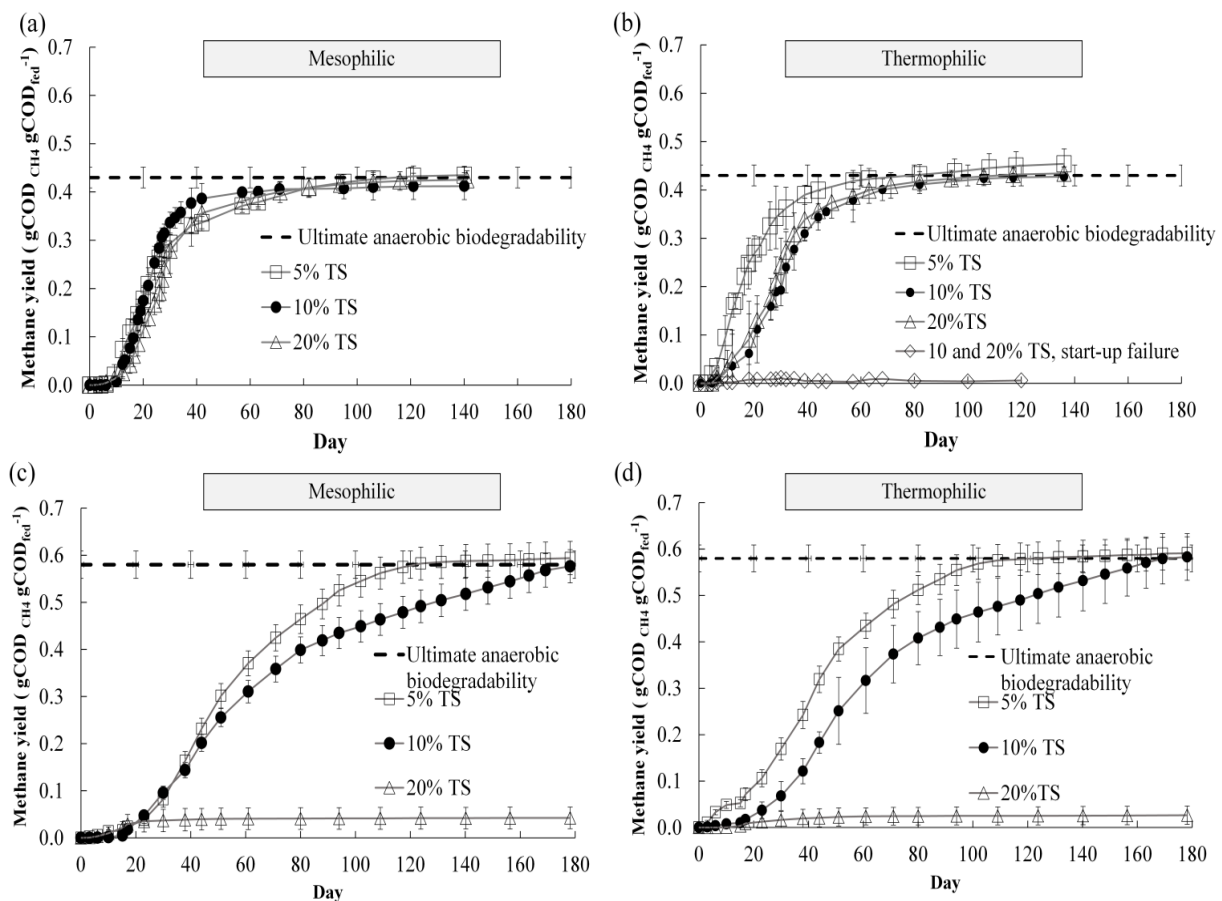 (a)
Mesophilic
Methane yield ( gCOD CH4 gCODfed-1)
0.7
0.6
0.5
0.4
0.3
0.2
0.1
0.0
Ultimate anaerobic biodegradability
5% TS
10% TS
20% TS
0 20 40 60 80 100 120 140 160 180
Day
(b)
Thermophilic
Methane yield ( gCOD CH4 gCODfed-1)
0.7
0.6
0.5
0.4
0.3
0.2
0.1
0.0
Ultimate anaerobic biodegradability
5% TS
10% TS
20%TS
10 and 20% TS, start-up failure
0 20 40 60 80 100 120 140 160 180
Day
(c)
Mesophilic
Methane yield ( gCOD CH4 gCODfed-1)
0.7
0.6
0.5
0.4
0.3
0.2
0.1
0.0
Ultimate anaerobic
biodegradability
5% TS
10% TS
20% TS
0 20 40 60 80 100 120 140 160 180
Day
(d)
Thermophilic
Methane yield ( gCOD CH4 gCODfed-1)
0.7
0.6
0.5
0.4
0.3
0.2
0.1
0.0
Ultimate anaerobic
biodegradability
5% TS
10% TS
20%TS
0 20 40 60 80 100 120 140 160 180
Day